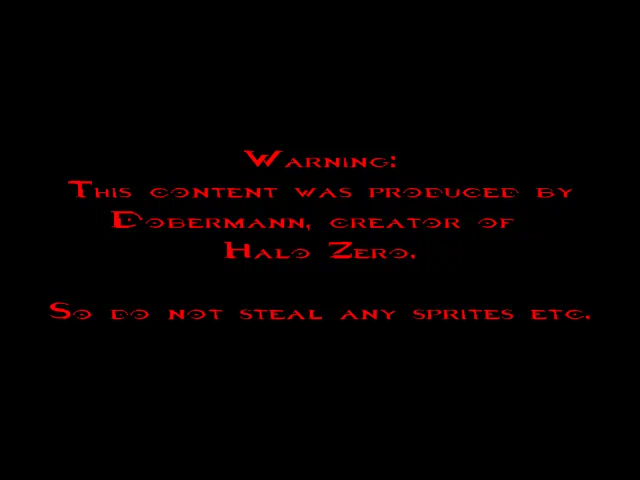 Warning:
This content was produced by
Dobermann, creator of
Halo Zero.
So do not steal any sprites etc.